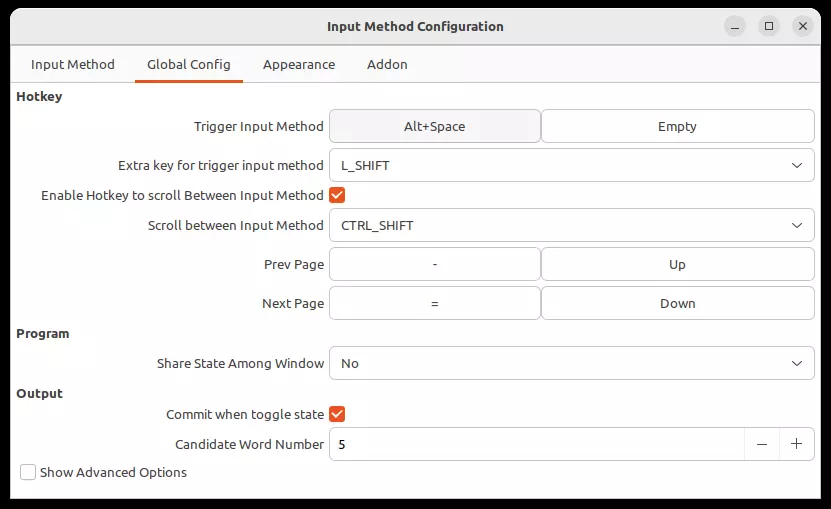 Input Method Configuration
Input Method Global Config Appearance Addon
Hotkey
Trigger Input Method Alt+Space Empty
Extra key for trigger input method L_SHIFT
Enable Hotkey to scroll Between Input Method
Scroll between Input Method CTRL_SHIFT
Prev Page - Up
Next Page = Down
Program
Share State Among Window No
Output
Commit when toggle state
Candidate Word Number 5
Show Advanced Options